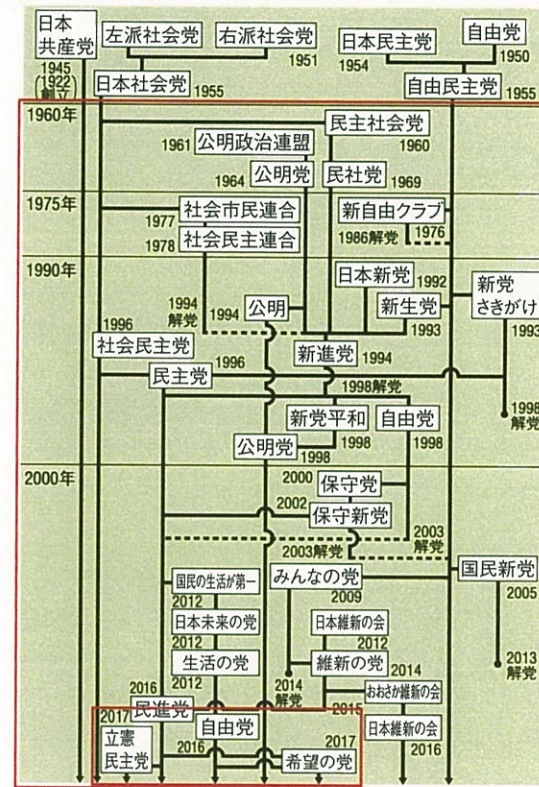 日本
共産党
1945
(1922)
創立
左派社会党
右派社会党
1951
日本社会党
1955
日本民主党
1954
自由党
1950
自由民主党
1955
1960年
民主社会党
1960
1961
公明政治連盟
1964
公明党
民社党
1969
1975年
社会市民連合
1977
社会民主連合
1978
新自由クラブ
1976
1986解党
1990年
日本新党
1992
新党
さきがけ
1993
公明
新生党
1993
1994
解党
1994
1996
社会民主党
新進党
1994
1996
民主党
1998解党
1998
解党
新党平和
1998
自由党
1998
公明党
1998
2000年
2000
保守党
2002
保守新党
2003解党
2003
解党
国民新党
2005
2013
解党
国民の生活が第一
2012
みんなの党
2009
日本未来の党
2012
日本維新の会
2012
生活の党
2012
維新の党
2014
2014
解党
おおさか維新の会
2015
日本維新の会
2016
2016
民進党
2017
立憲
民主党
自由党
2016
2017
希望の党